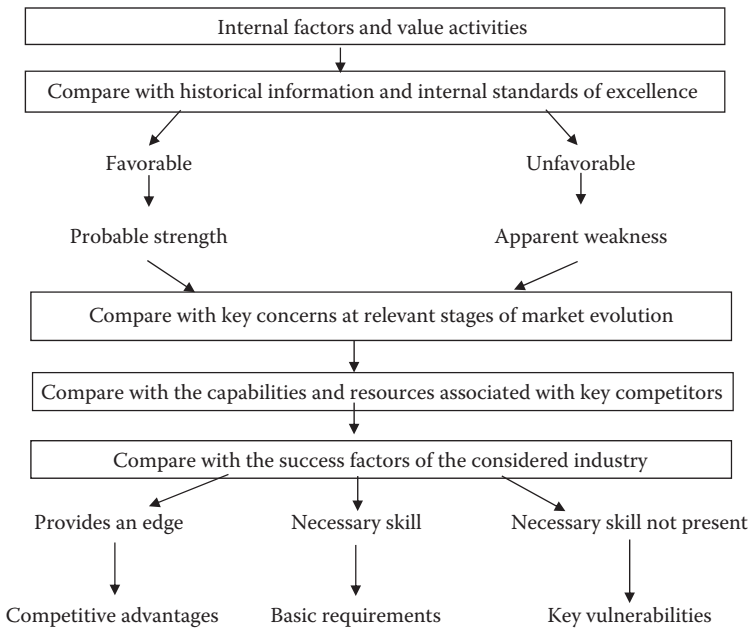 Internal factors and value activities
Compare with historical information and internal standards of excellence
Favorable
Unfavorable
Probable strength
Apparent weakness
Compare with key concerns at relevant stages of market evolution
Compare with the capabilities and resources associated with key competitors
Compare with the success factors of the considered industry
Provides an edge
Necessary skill
Necessary skill not present
Competitive advantages
Basic requirements
Key vulnerabilities